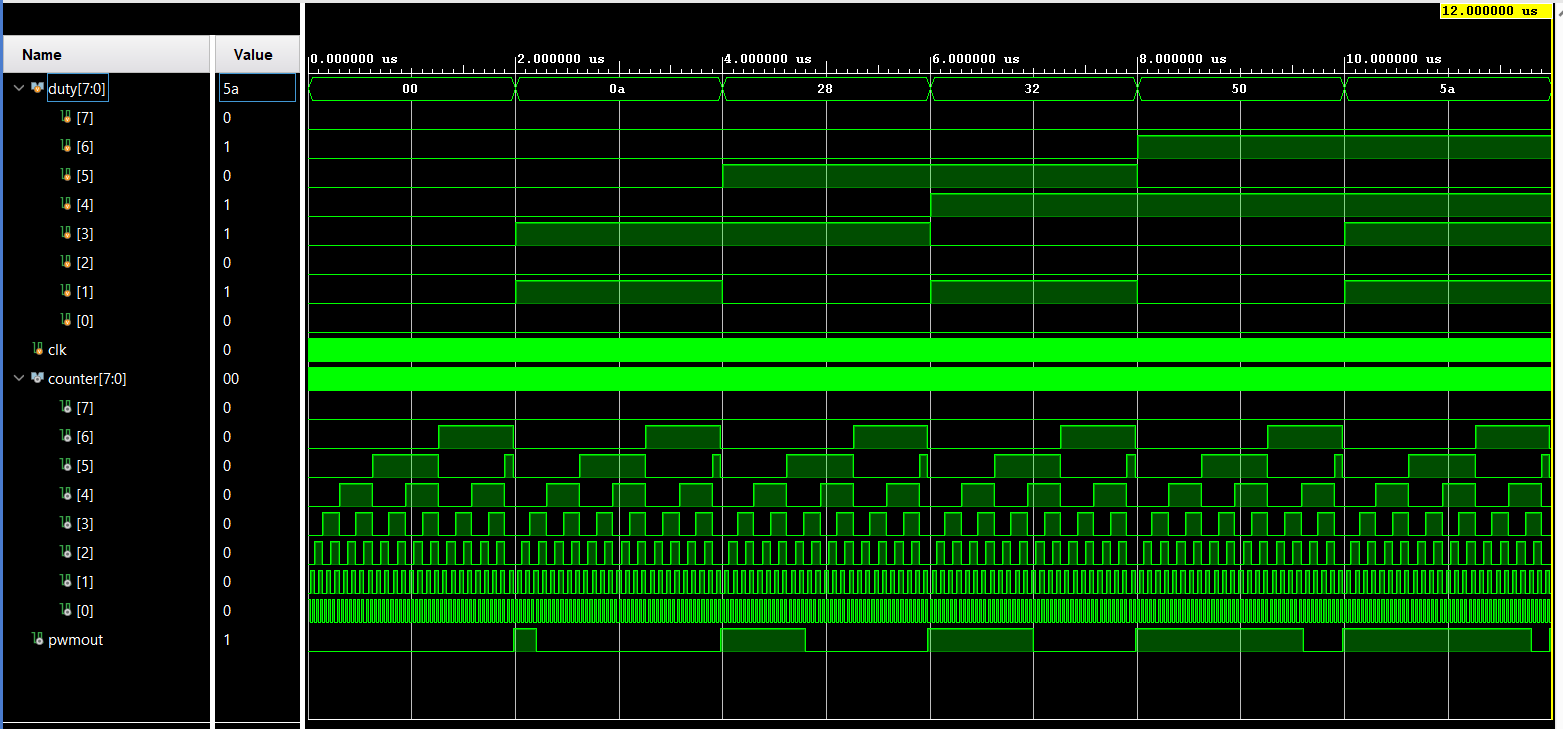 12.000000 us
Name Value
0.000000 us 2.000000 us 4.000000 us 6.000000 us 8.000000 us 10.000000 us
duty[7:0] 5a 00 0a 28 32 50 5a
[7] 0
[6] 1
[5] 0
[4] 1
[3] 1
[2] 0
[1] 1
[0] 0
clk 0
counter[7:0] 00
[7] 0
[6] 0
[5] 0
[4] 0
[3] 0
[2] 0
[1] 0
[0] 0
pwmout 1